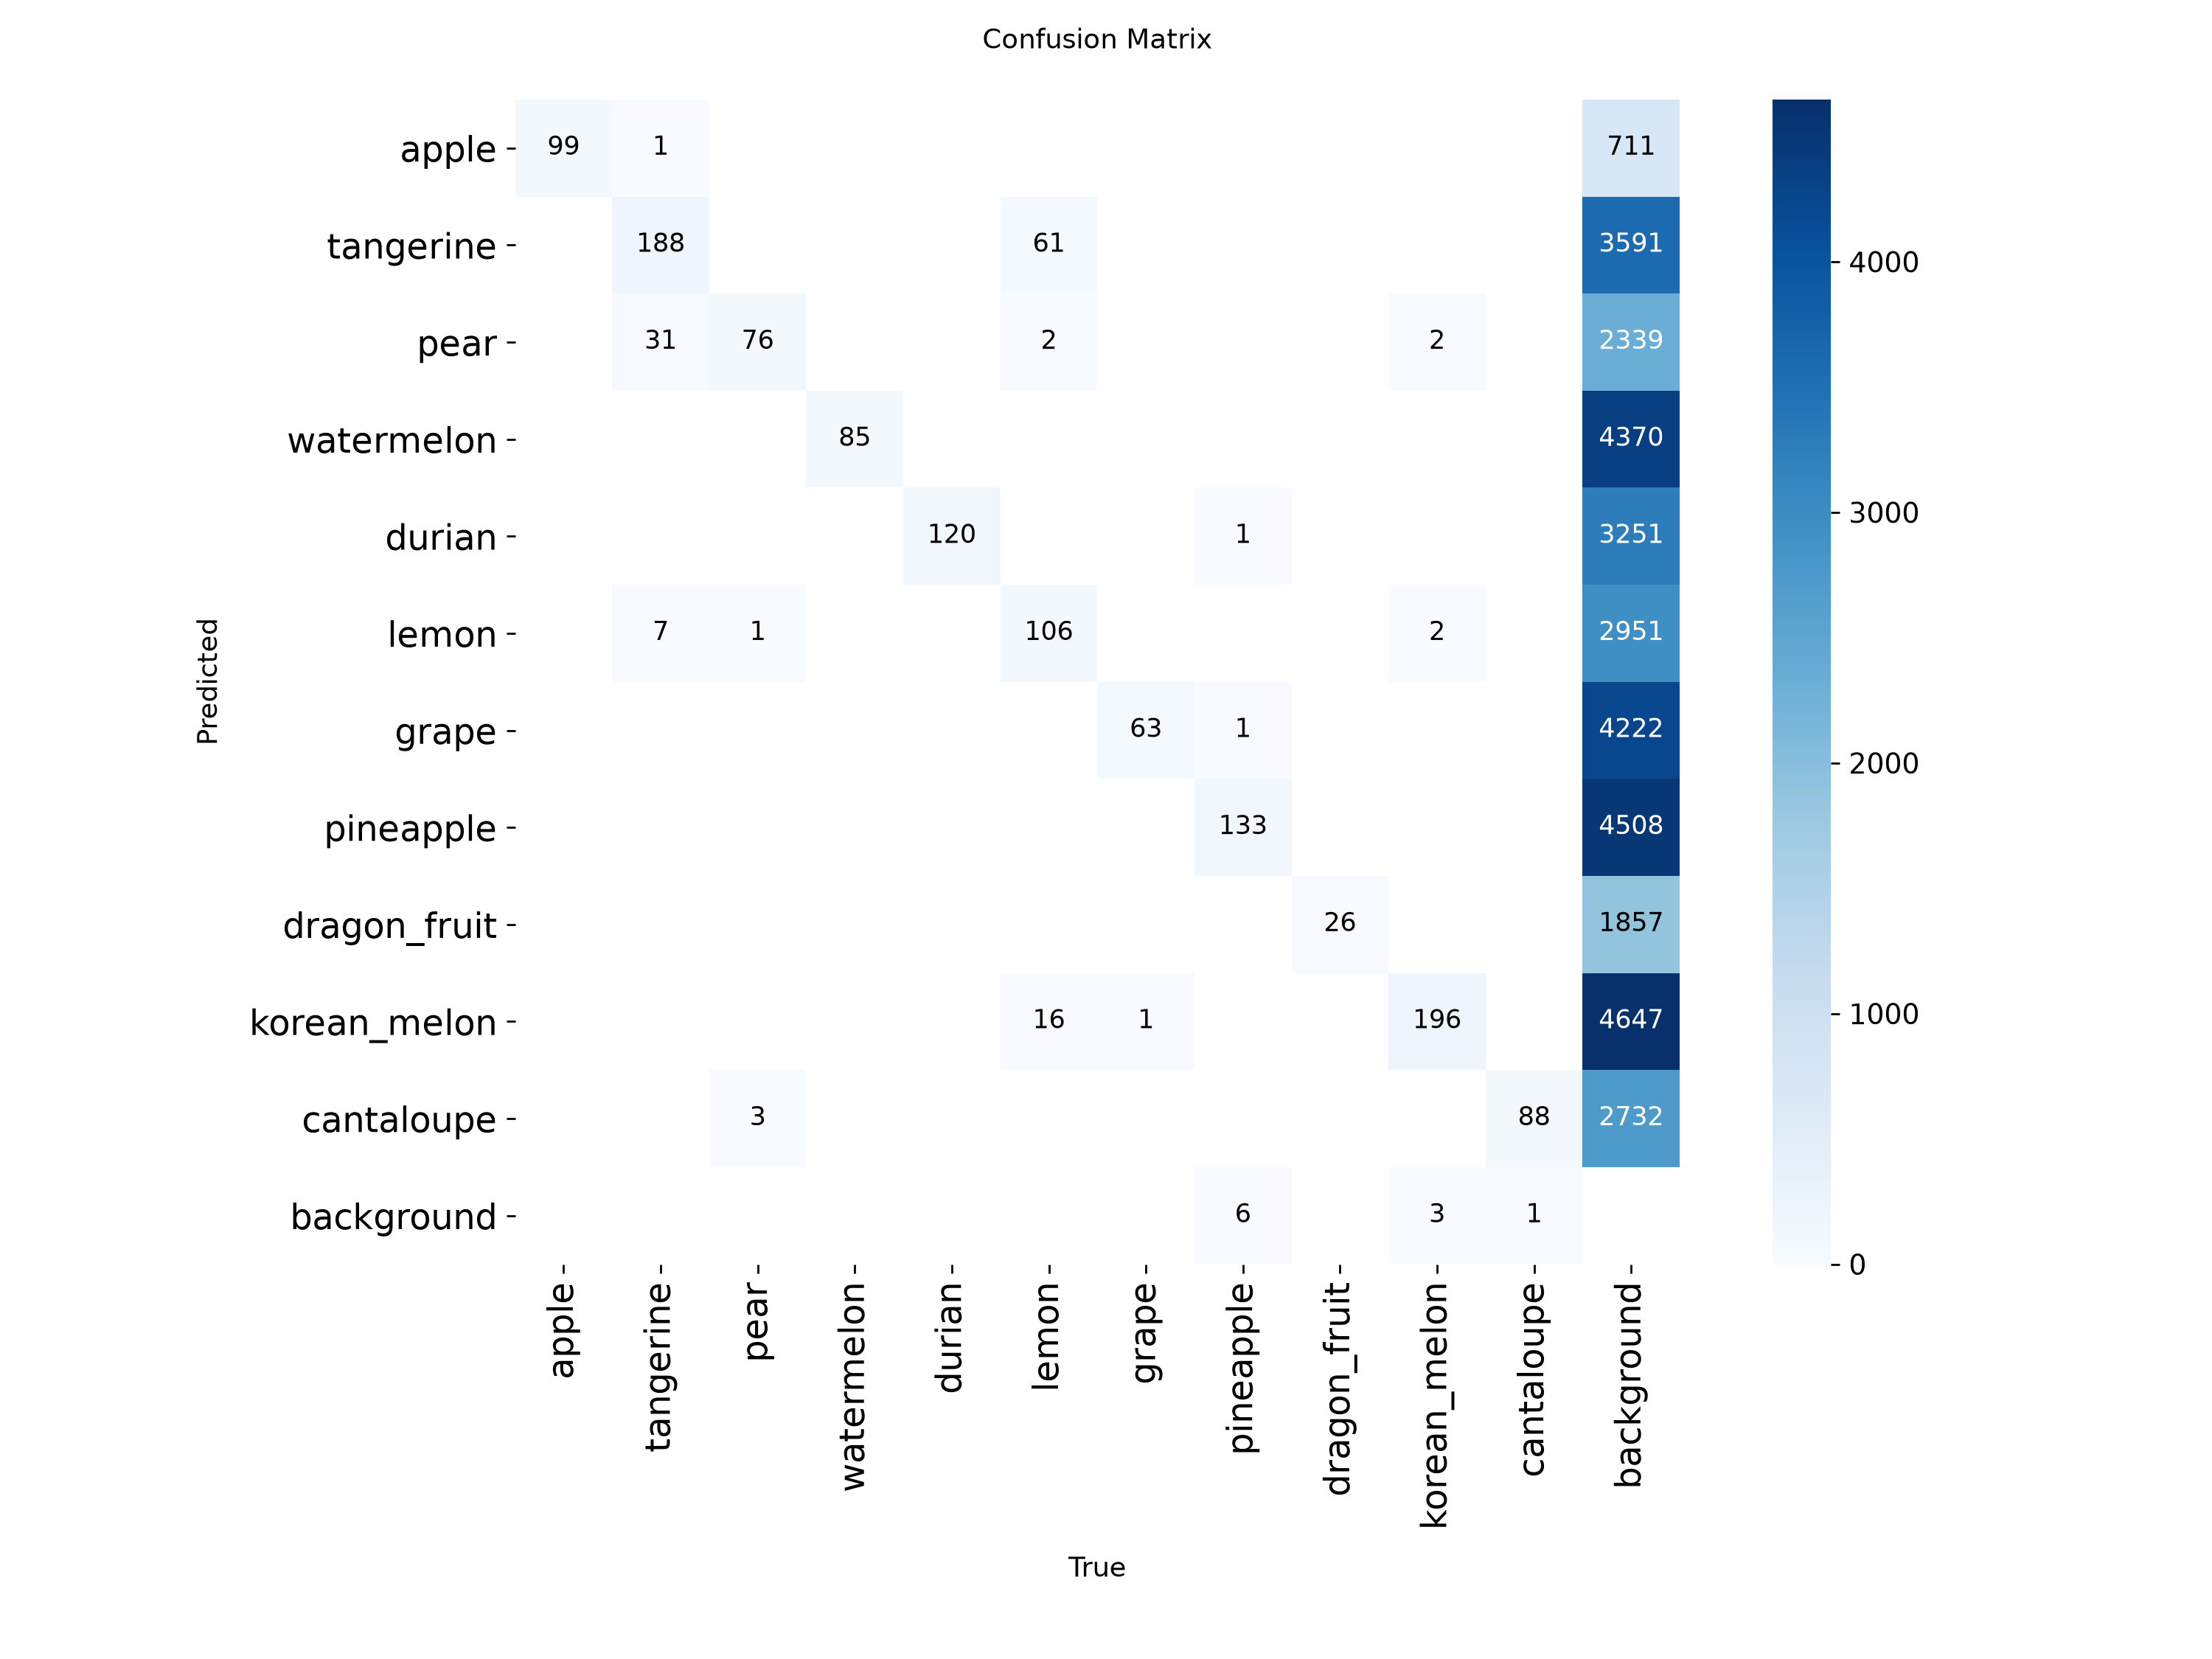 Confusion Matrix
apple 99 1 711
tangerine 188 61 3591
4000
pear 31 76 2 2 2339
watermelon 85 4370
durian 120 1 3251
3000
lemon 7 1 106 2 2951
Predicted
grape 63 1 4222
2000
pineapple 133 4508
dragon_fruit 26 1857
korean_melon 16 1 196 4647
1000
cantaloupe 3 88 2732
background 6 3 1
0
apple tangerine pear watermelon durian lemon grape pineapple dragon_fruit korean_melon cantaloupe background
True